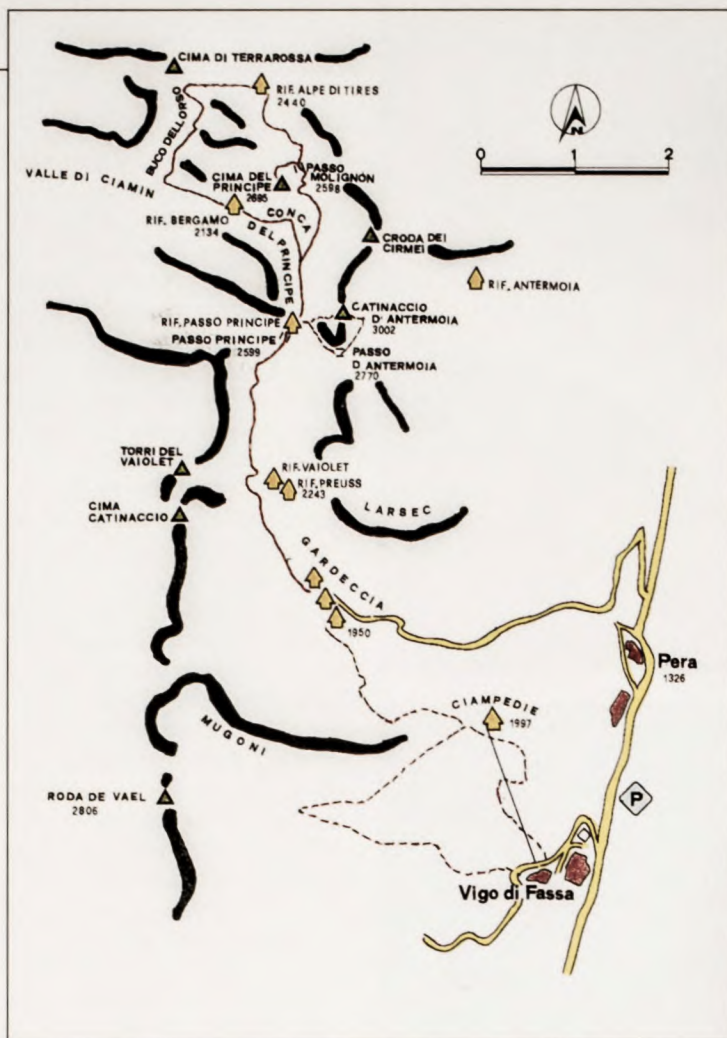 CIMA DI TERRAROSSA
RIF. ALPE DI TIRES
2440
BUCO DELL'ORSO
0 1 2
VALLE DI CIAMIN
CIMA DEL
PRINCIPE
2695
PASSO
MOLIGNON
2598
RIF. BERGAMO
2134
CONCA
DEL PRINCIPE
CRODA DEI
CIRMEI
RIF. ANTERMOIA
RIF. PASSO PRINCIPE
PASSO PRINCIPE
2599
CATINACCIO
D'ANTERMOIA
3002
PASSO
D ANTERMOIA
2770
TORRI DEL
VAIOLET
RIF. VAIOLET
RIF. PREUSS
2243
CIMA
CATINACCIO
LARSEC
GARDECCIA
1950
Pera
1326
CIAMPEDIE
1997
MUGONI
RODA DE VAEL
2806
P
Vigo di Fassa